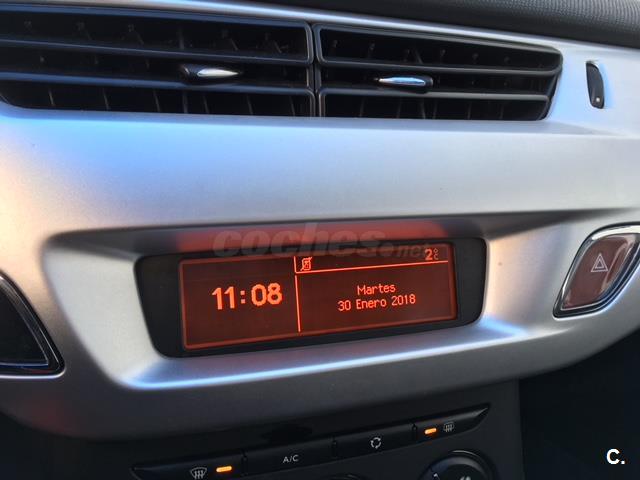 coches.net
2°C
11:08
Martes
30 Enero 2018
A/C
C.